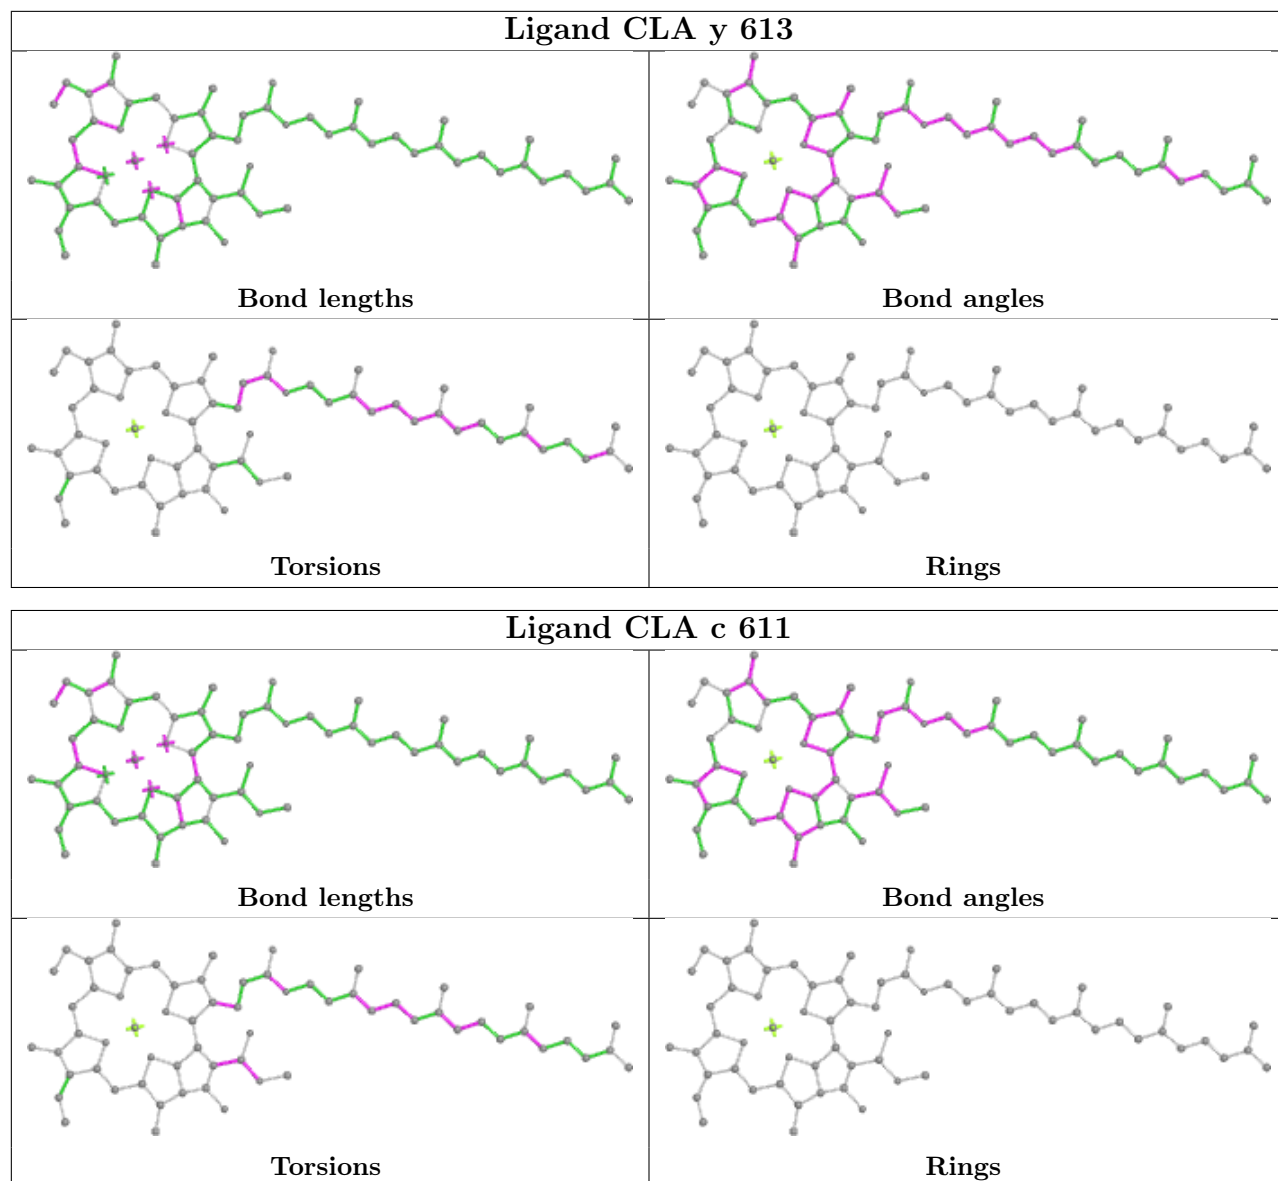 Ligand CLA y 613
Bond lengths
Bond angles
Torsions
Rings
Ligand CLA c 611
Bond lengths
Bond angles
Torsions
Rings